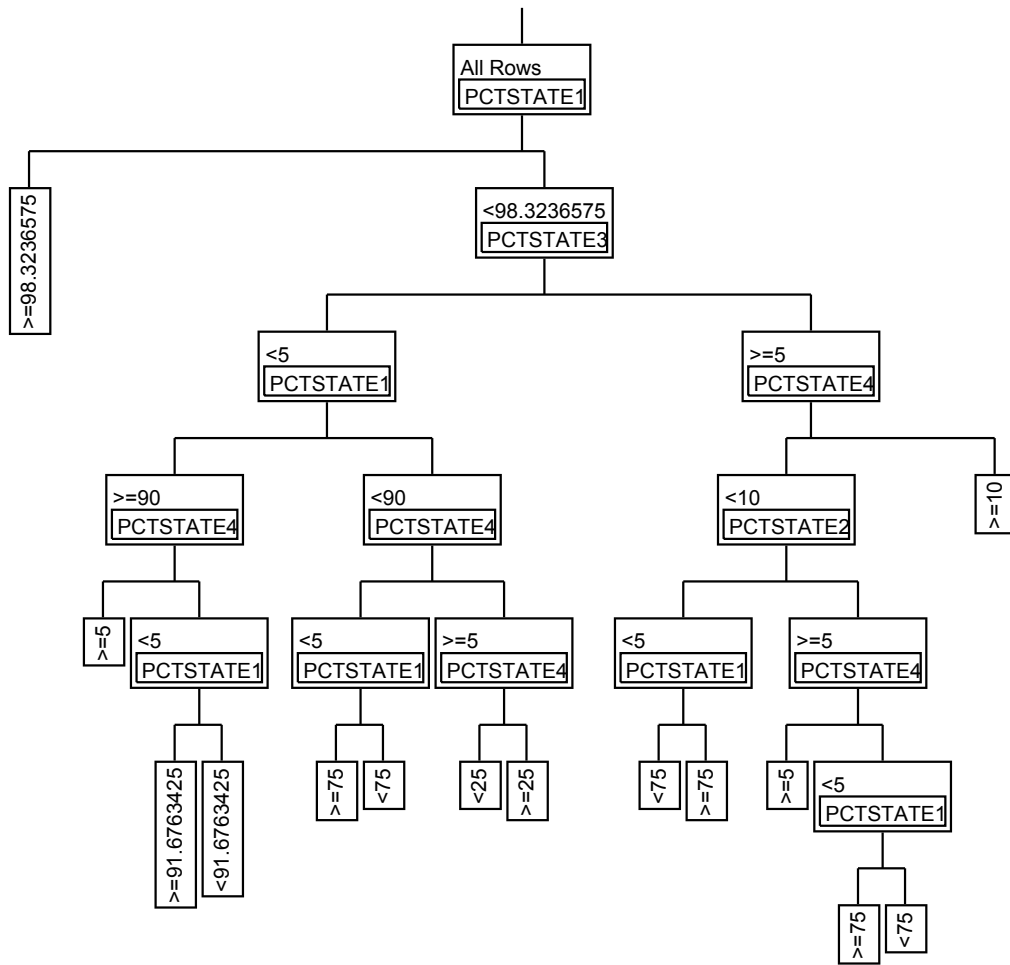 All Rows
PCTSTATE1
>=98.3236575
<98.3236575
PCTSTATE3
<5
PCTSTATE1
>=5
PCTSTATE4
>=90
PCTSTATE4
<90
PCTSTATE4
<10
PCTSTATE2
>=10
>=5
<5
PCTSTATE1
<5
PCTSTATE1
>=5
PCTSTATE4
<5
PCTSTATE1
>=5
PCTSTATE4
>=91.6763425
<91.6763425
>=75
<75
<25
>=25
<75
>=75
>=5
<5
PCTSTATE1
>=75
<75